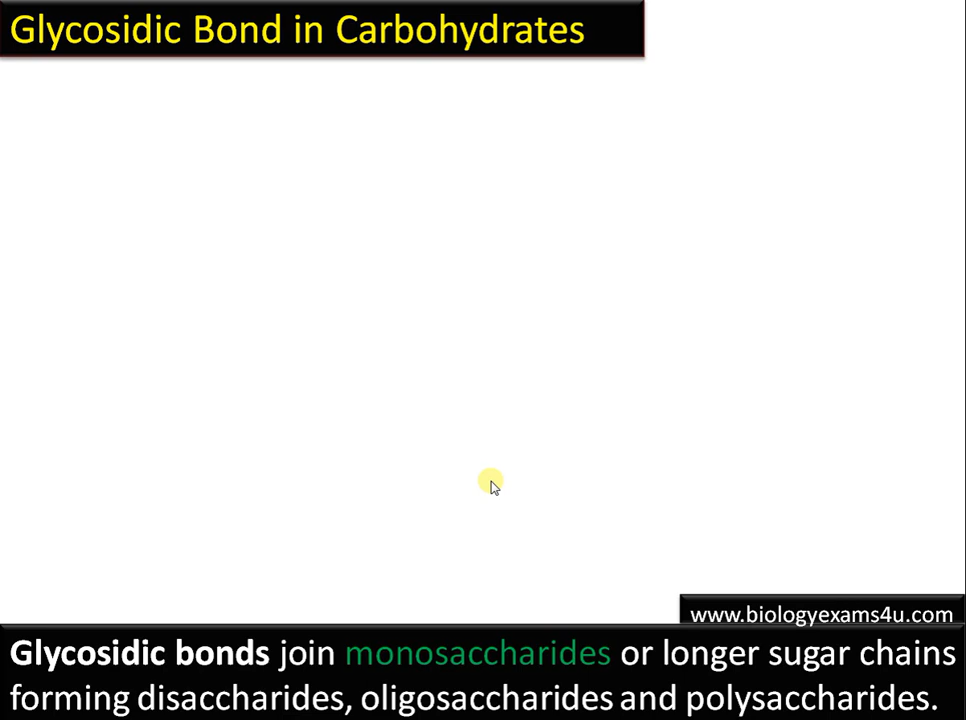 Glycosidic Bond in Carbohydrates
www.biologyexams4u.com
Glycosidic bonds join monosaccharides or longer sugar chains
forming disaccharides, oligosaccharides and polysaccharides.